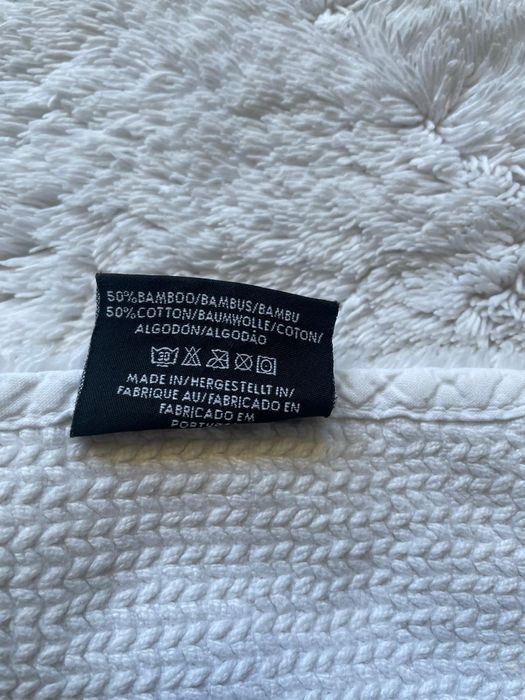 50%BAMBOO/BAMBUS/BAMBU
50%COTTON/BAUMWOLLE/COTON/
ALGODÓN/ALGODÃO
30
MADE IN/HERGESTELLT IN/
FABRIQUE AU/FABRICADO EN
FABRICADO EM